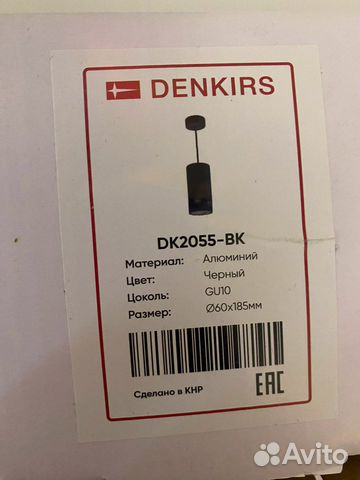 DENKIRS
DK2055-BK
Материал: Алюминий
Цвет: Черный
Цоколь: GU10
Размер: Ø60x185мм
Сделано в КНР
EAC
Avito